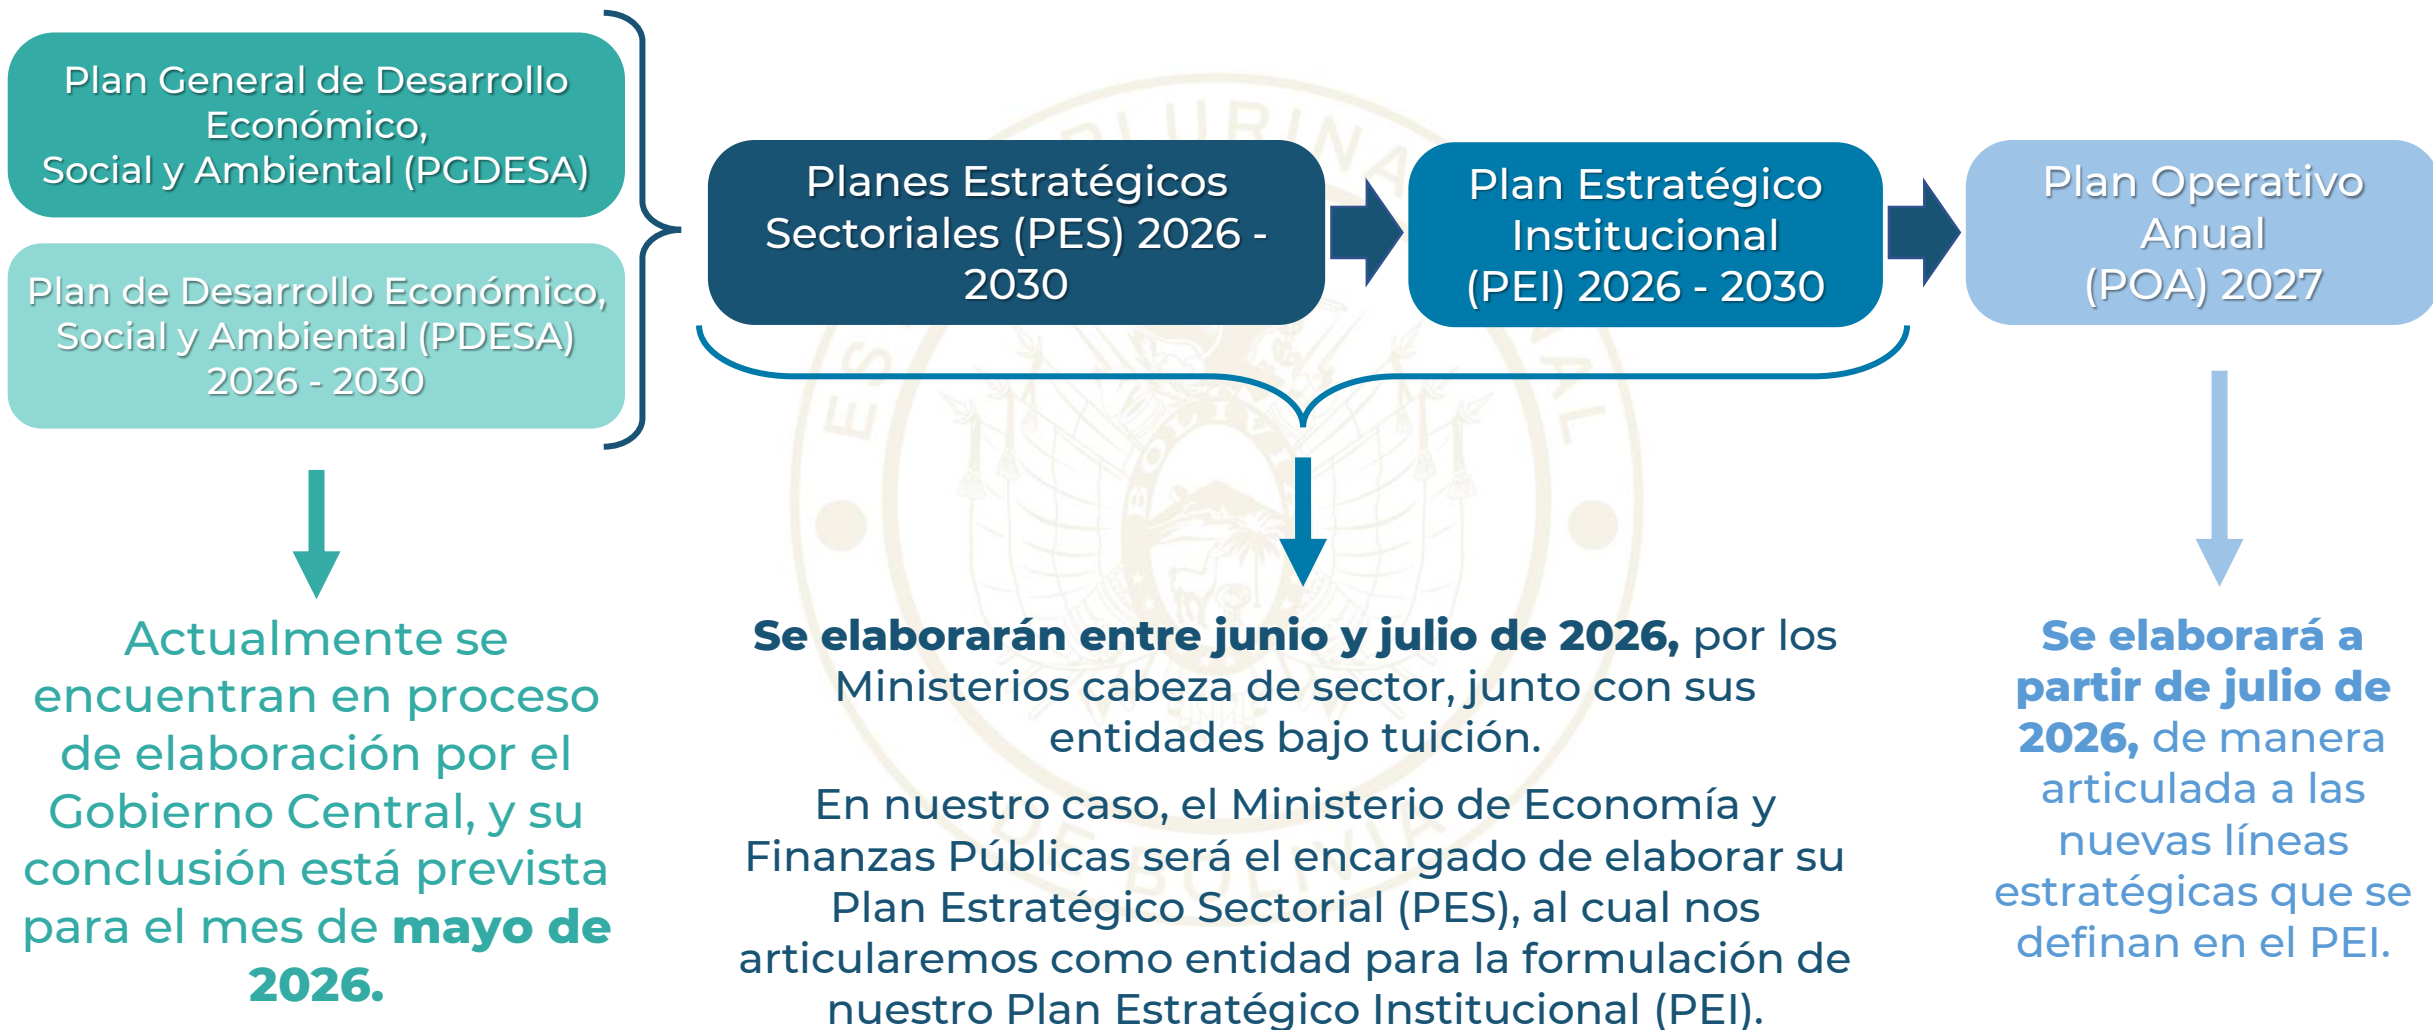 Plan General de Desarrollo
Económico,
Social y Ambiental (PGDESA)
Plan de Desarrollo Económico,
Social y Ambiental (PDESA)
2026 - 2030
Planes Estratégicos
Sectoriales (PES) 2026 -
2030
Plan Estratégico
Institucional
(PEI) 2026 - 2030
Plan Operativo
Anual
(POA) 2027
Actualmente se
encuentran en proceso
de elaboración por el
Gobierno Central, y su
conclusión está prevista
para el mes de mayo de
2026.
Se elaborarán entre junio y julio de 2026, por los
Ministerios cabeza de sector, junto con sus
entidades bajo tuición.
En nuestro caso, el Ministerio de Economía y
Finanzas Públicas será el encargado de elaborar su
Plan Estratégico Sectorial (PES), al cual nos
articularemos como entidad para la formulación de
nuestro Plan Estratégico Institucional (PEI).
Se elaborará a
partir de julio de
2026, de manera
articulada a las
nuevas líneas
estratégicas que se
definan en el PEI.
DE BOLIVIA
BOLIVIA